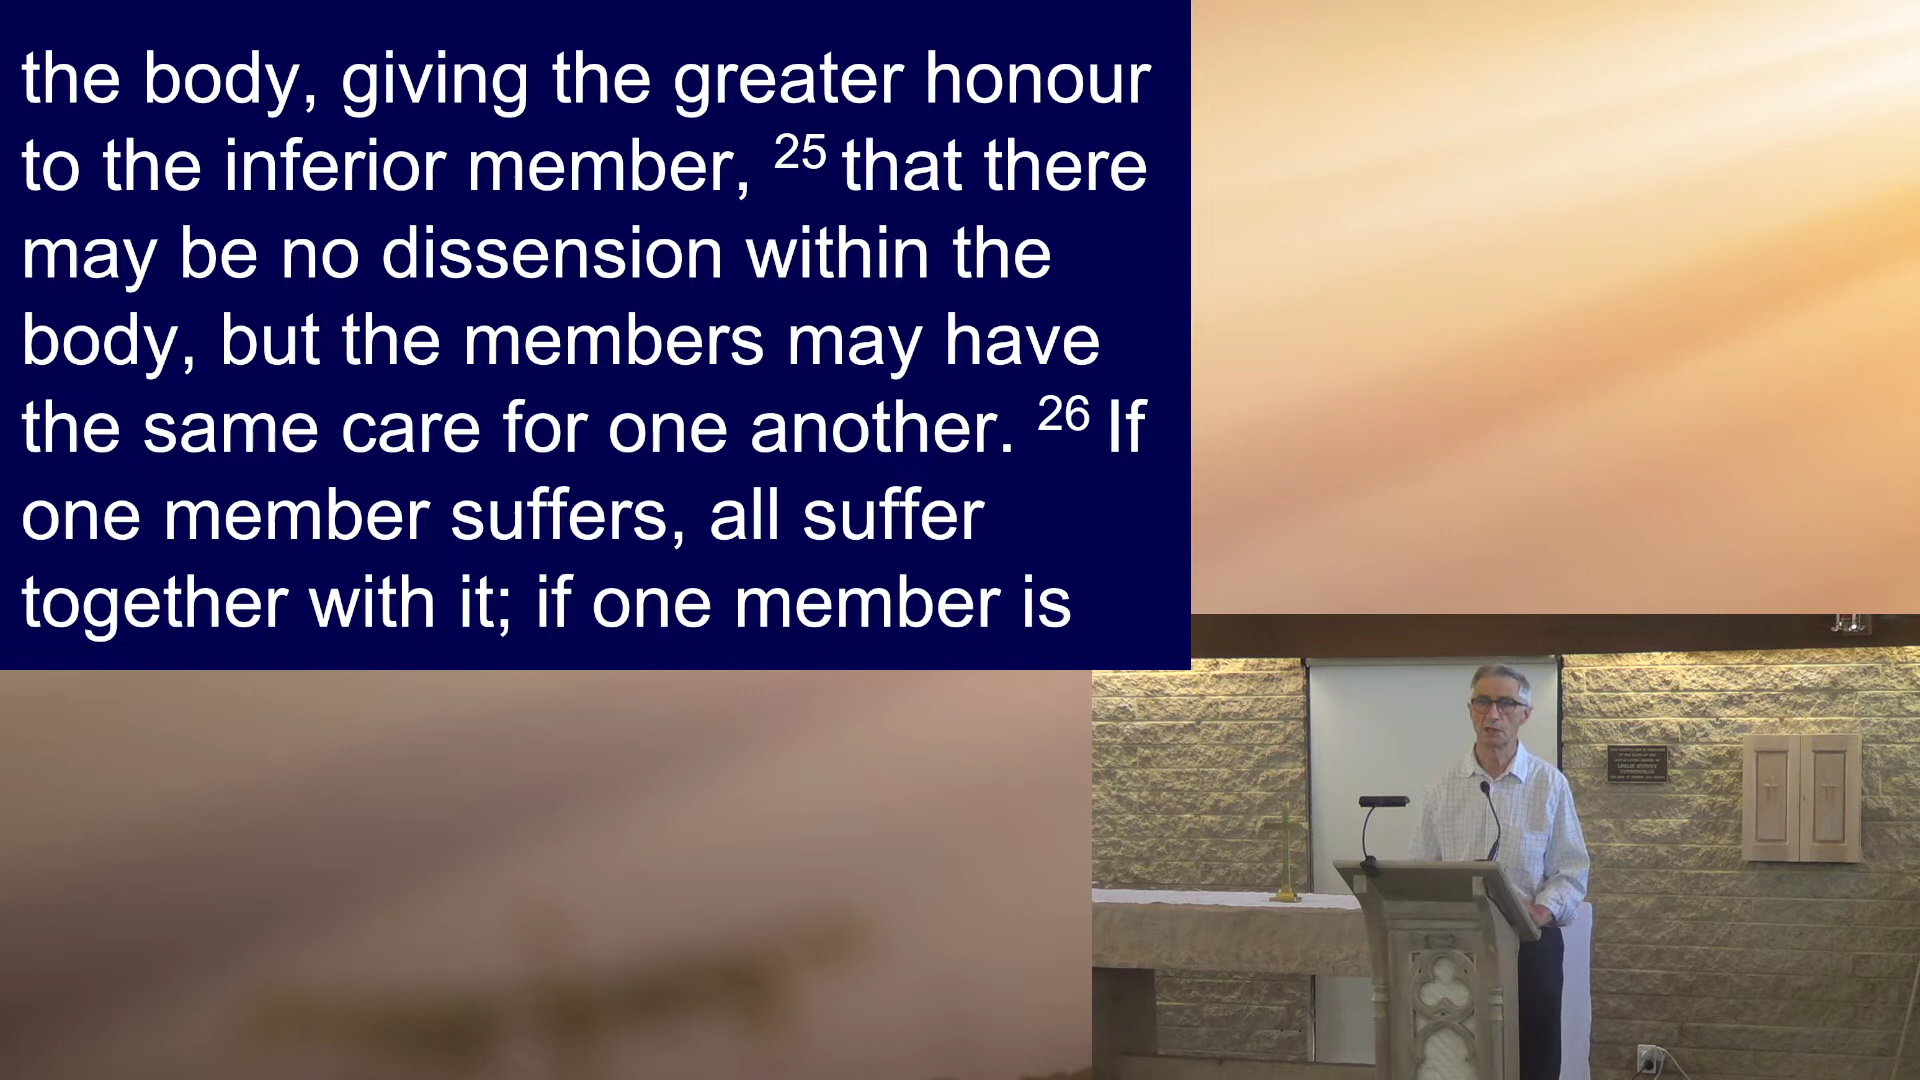 the body, giving the greater honour
to the inferior member, 25 that there
may be no dissension within the
body, but the members may have
the same care for one another. 26 If
one member suffers, all suffer
together with it; if one member is